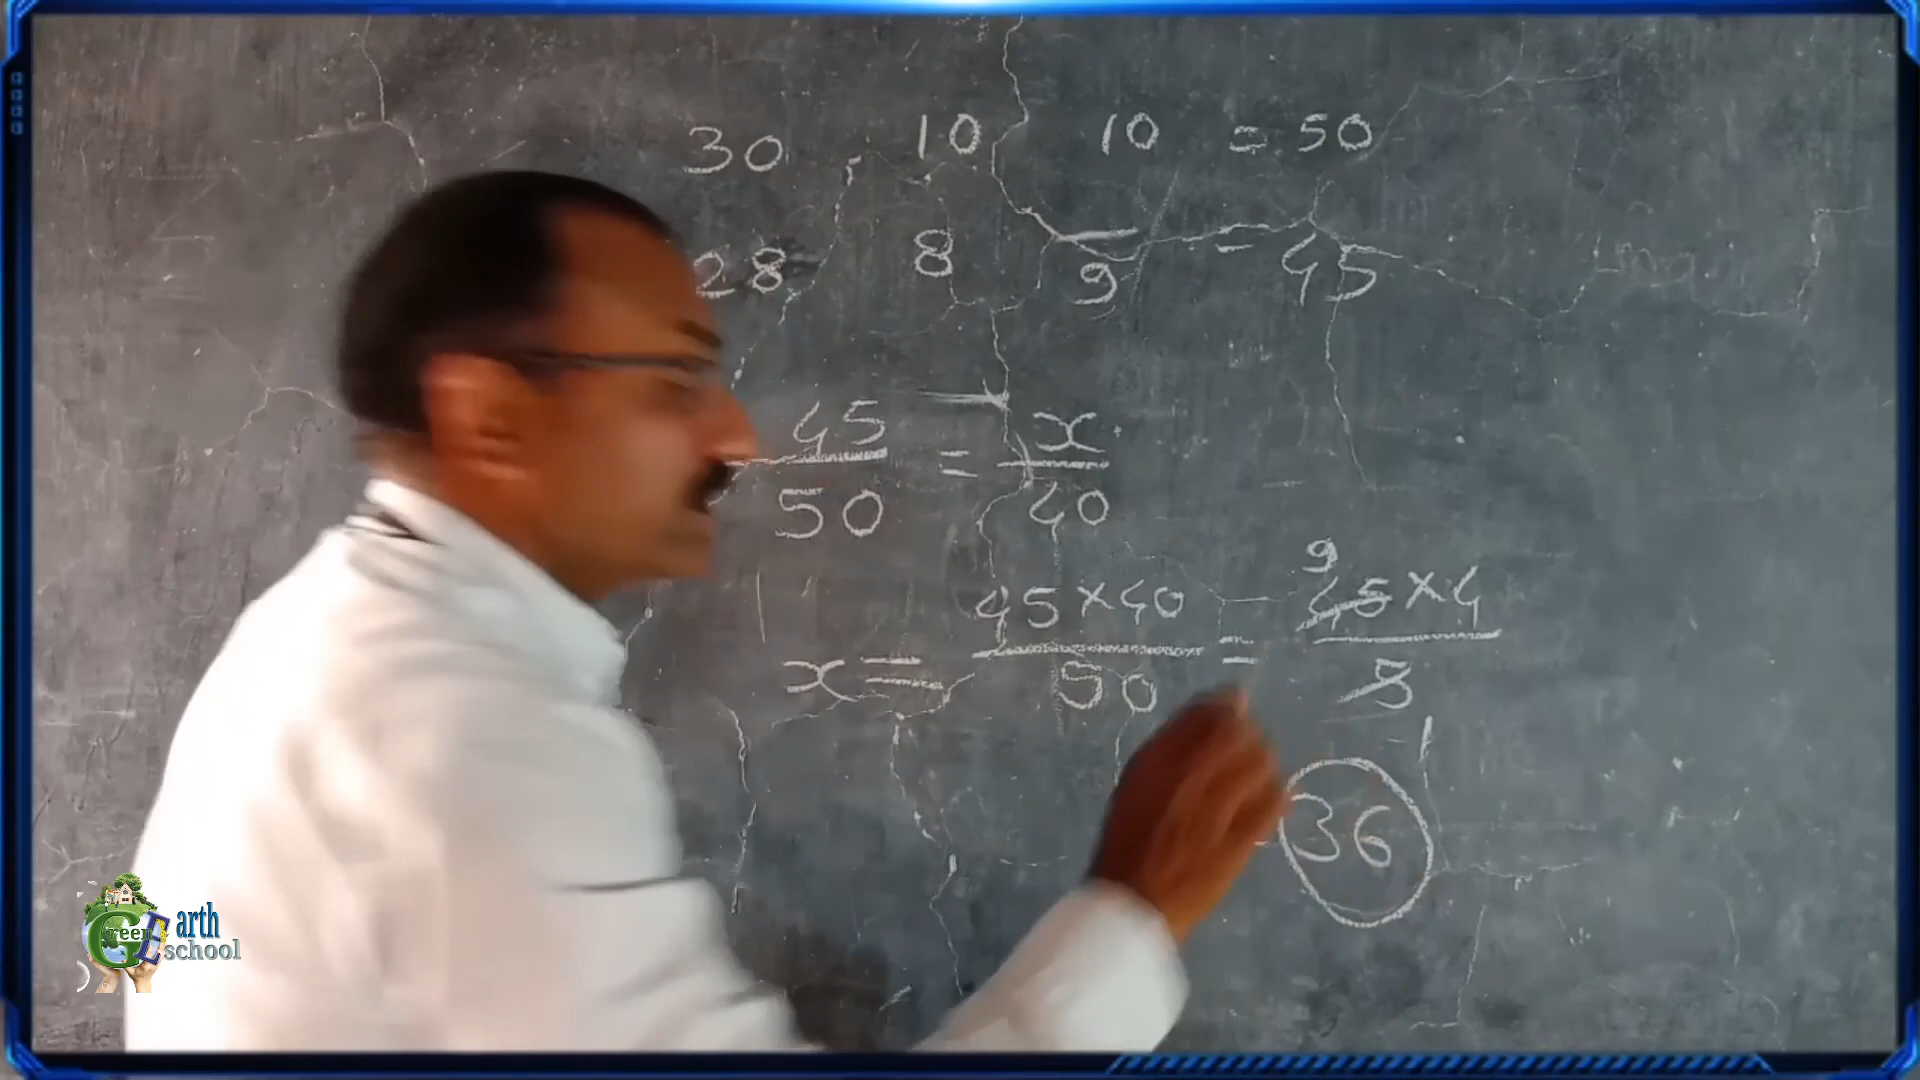 30, 10 10 = 50
28 8 9 = 45
45/50 = x/40
9
x = 45×40/50 = 45×4/5
1
36
Green Earth
school